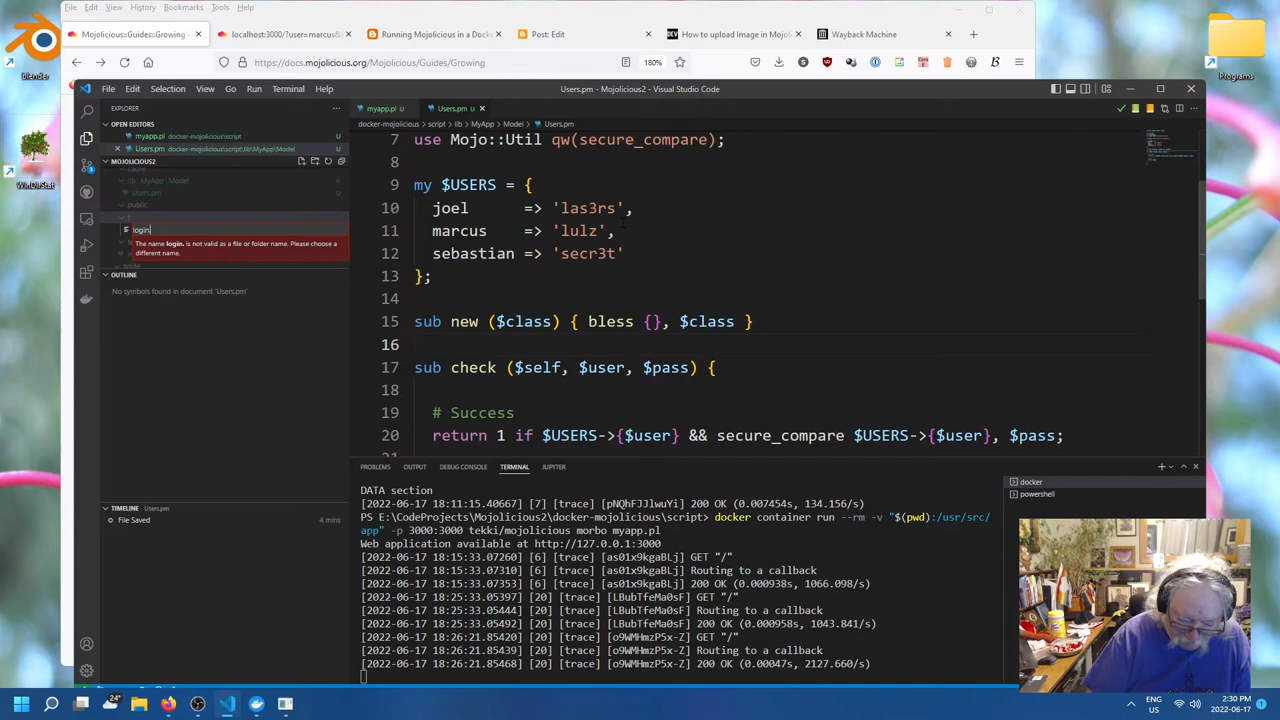 File Edit View History Bookmarks Tools Help
Mojolicious::Guides::Growing - localhost:3000/?user=marcus& Running Mojolicious in a Docke Post: Edit How to upload Image in Mojol Wayback Machine
https://docs.mojolicious.org/Mojolicious/Guides/Growing 180%
Blender
WinDirStat
Programs
File Edit Selection View Go Run Terminal Help Users.pm - Mojolicious2 - Visual Studio Code
EXPLORER
OPEN EDITORS
myapp.pl docker-mojolicious\script U
Users.pm docker-mojolicious\script\lib\MyApp\Model U
MOJOLICIOUS2
lib \ MyApp \ Model
Users.pm
public
t
login.
The name login. is not valid as a file or folder name. Please choose a
different name.
OUTLINE
No symbols found in document 'Users.pm'
TIMELINE Users.pm
File Saved 4 mins
myapp.pl U Users.pm U
docker-mojolicious > script > lib > MyApp > Model > Users.pm
7 use Mojo::Util qw(secure_compare);
8
9 my $USERS = {
10 joel => 'las3rs',
11 marcus => 'lulz',
12 sebastian => 'secr3t'
13 };
14
15 sub new ($class) { bless {}, $class }
16
17 sub check ($self, $user, $pass) {
18
19 # Success
20 return 1 if $USERS->{$user} && secure_compare $USERS->{$user}, $pass;
PROBLEMS OUTPUT DEBUG CONSOLE TERMINAL JUPYTER
docker
powershell
DATA section
[2022-06-17 18:11:15.40667] [7] [trace] [pNQhFJJlwuYi] 200 OK (0.007454s, 134.156/s)
PS E:\CodeProjects\Mojolicious2\docker-mojolicious\script> docker container run --rm -v "$(pwd):/usr/src/
app" -p 3000:3000 tekki/mojolicious morbo myapp.pl
Web application available at http://127.0.0.1:3000
[2022-06-17 18:15:33.07260] [6] [trace] [as01x9kgaBLj] GET "/"
[2022-06-17 18:15:33.07310] [6] [trace] [as01x9kgaBLj] Routing to a callback
[2022-06-17 18:15:33.07353] [6] [trace] [as01x9kgaBLj] 200 OK (0.000938s, 1066.098/s)
[2022-06-17 18:25:33.05397] [20] [trace] [LBubTfeMa0sF] GET "/"
[2022-06-17 18:25:33.05444] [20] [trace] [LBubTfeMa0sF] Routing to a callback
[2022-06-17 18:25:33.05492] [20] [trace] [LBubTfeMa0sF] 200 OK (0.000958s, 1043.841/s)
[2022-06-17 18:26:21.85420] [20] [trace] [o9WMHmzP5x-Z] GET "/"
[2022-06-17 18:26:21.85438] [20] [trace] [o9WMHmzP5x-Z] Routing to a callback
[2022-06-17 18:26:21.85468] [20] [trace] [o9WMHmzP5x-Z] 200 OK (0.00047s, 2127.660/s)
24°
ENG
US
2:30 PM
2022-06-17